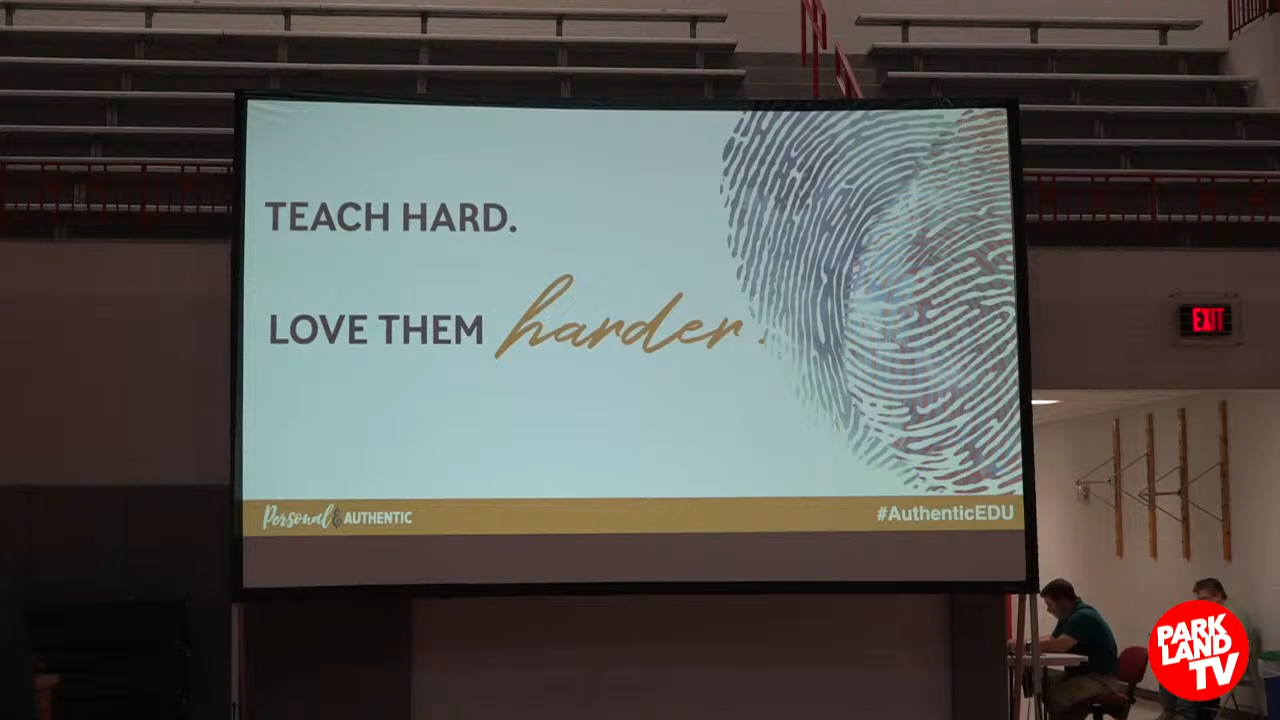 TEACH HARD.
LOVE THEM harder.
EXIT
Personal & AUTHENTIC
#AuthenticEDU
PARK
LAND
TV